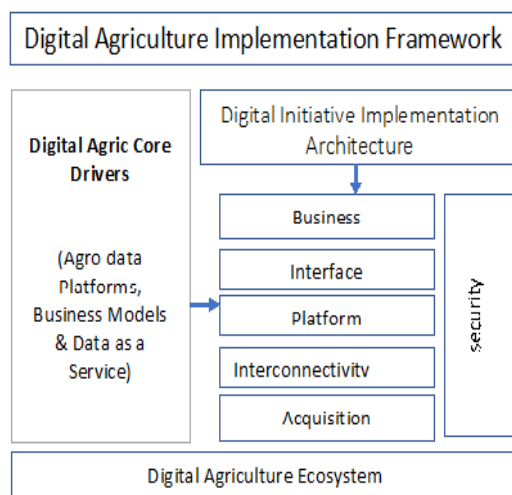 Digital Agriculture Implementation Framework
Digital Agric Core
Drivers
(Agro data
Platforms,
Business Models
& Data as a
Service)
Digital Initiative Implementation
Architecture
Business
Interface
Platform
Interconnectivity
Acquisition
security
Digital Agriculture Ecosystem